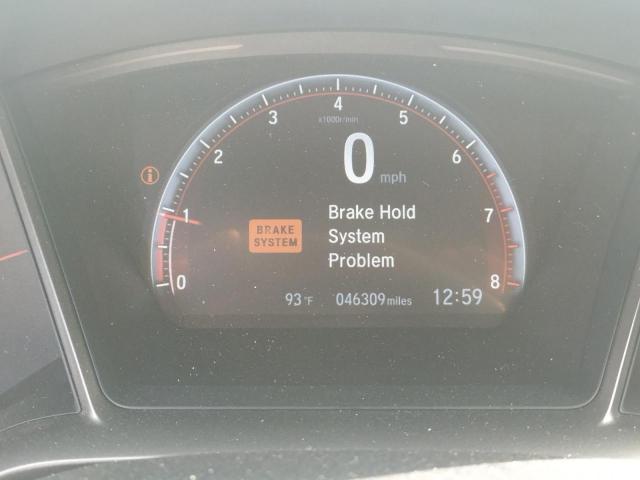 4
3
5
x1000r/min
2
6
0 mph
i
1
7
Brake Hold
BRAKE
SYSTEM
System
Problem
0
8
93°F
046309 miles
12:59